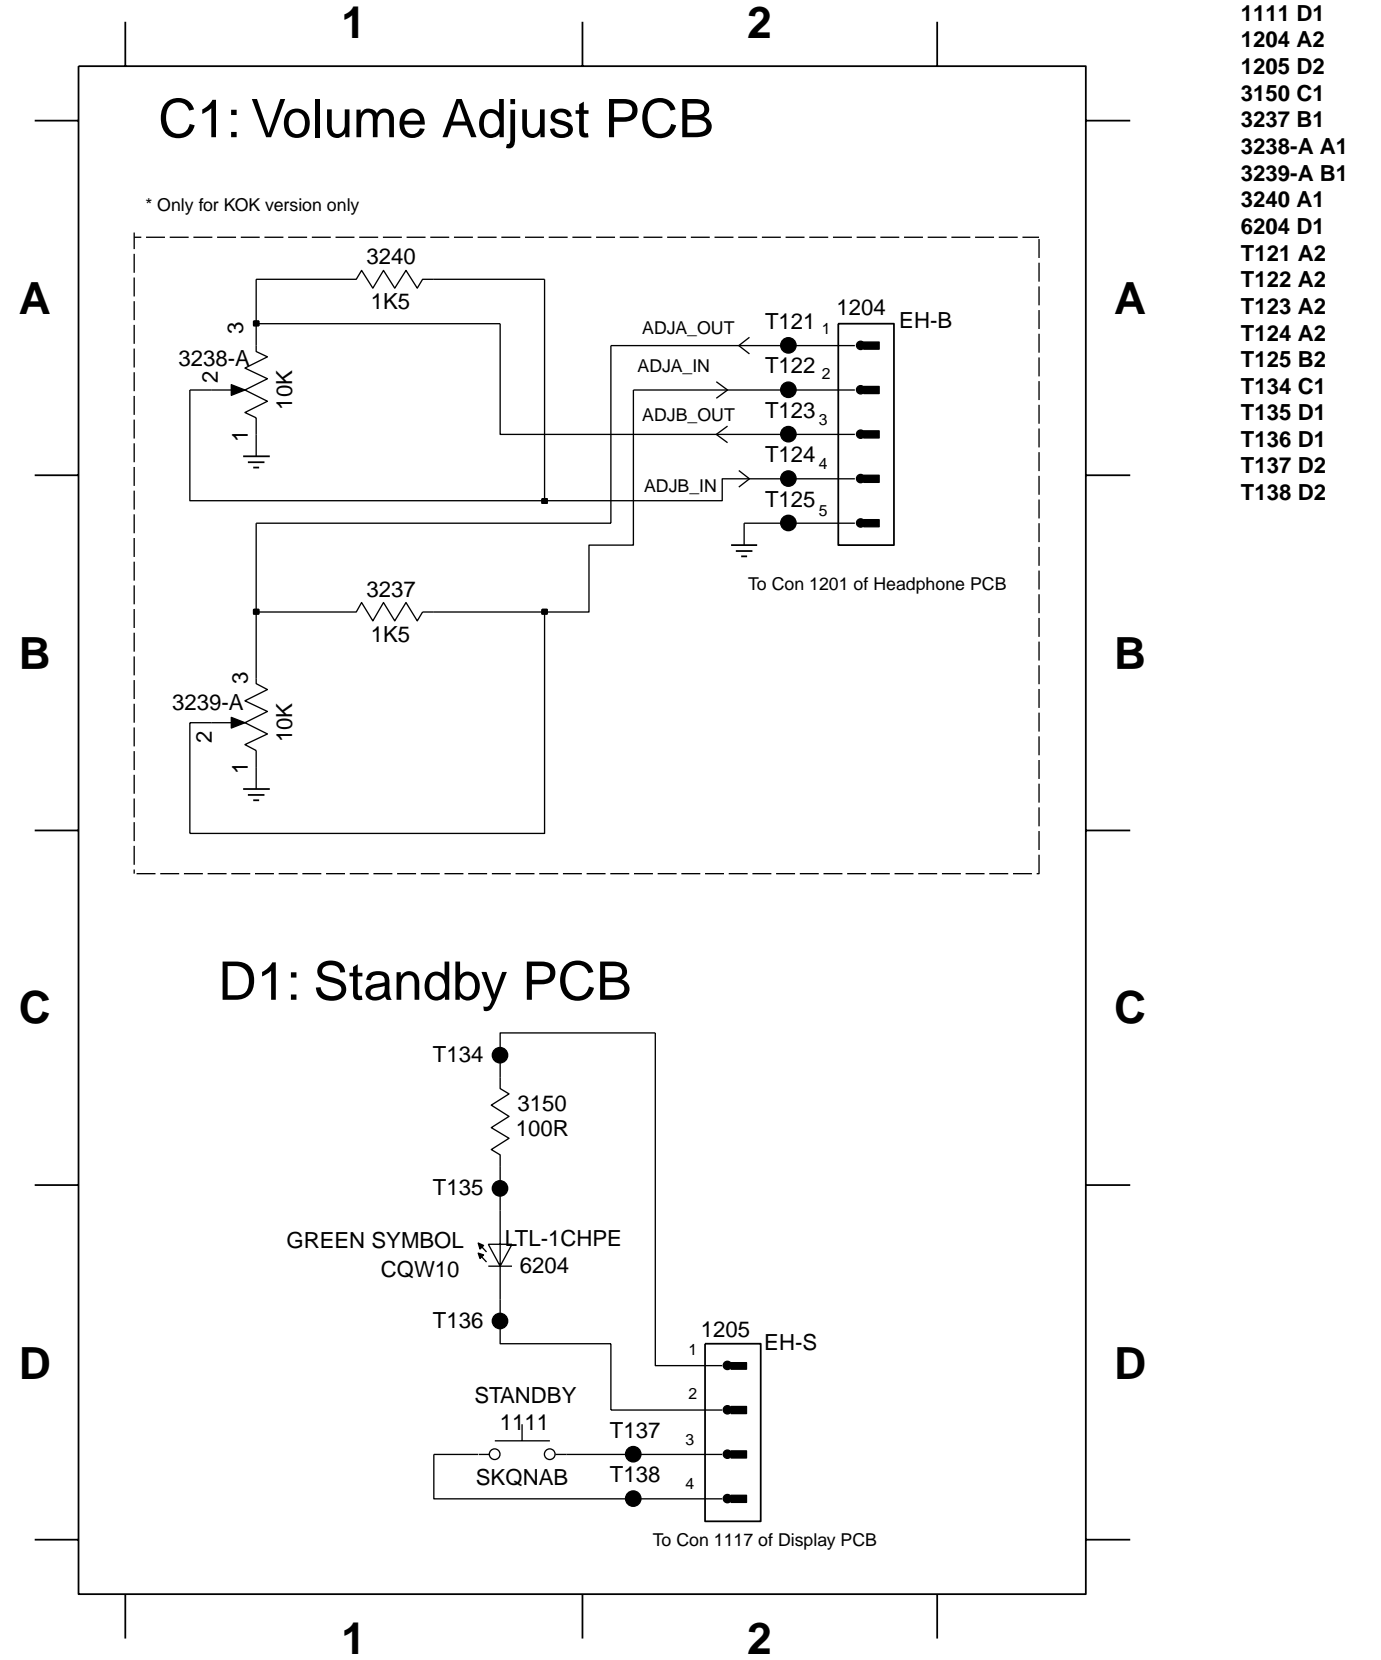 1 2
C1: Volume Adjust PCB
* Only for KOK version only
A A
3240
1K5
3
3238-A
2
10K
1
1204
EH-B
ADJA_OUT T121 1
ADJA_IN T122 2
ADJB_OUT T123 3
T124 4
ADJB_IN
T125 5
To Con 1201 of Headphone PCB
B B
3237
1K5
3
3239-A
2
10K
1
D1: Standby PCB
C C
T134
3150
100R
T135
GREEN SYMBOL LTL-1CHPE
CQW10 6204
T136
D D
1205
EH-S
1
2
STANDBY
1111
T137 3
SKQNAB
T138 4
To Con 1117 of Display PCB
1 2
1111 D1
1204 A2
1205 D2
3150 C1
3237 B1
3238-A A1
3239-A B1
3240 A1
6204 D1
T121 A2
T122 A2
T123 A2
T124 A2
T125 B2
T134 C1
T135 D1
T136 D1
T137 D2
T138 D2